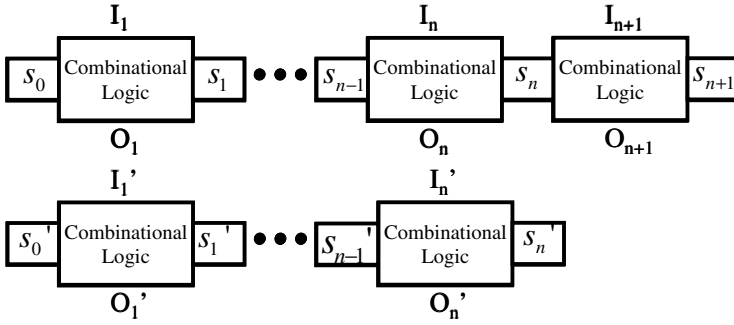 I₁ Iₙ Iₙ₊₁
s₀ Combinational Logic s₁ ••• sₙ₋₁ Combinational Logic sₙ Combinational Logic sₙ₊₁
O₁ Oₙ Oₙ₊₁
I₁' Iₙ'
s₀' Combinational Logic s₁' ••• sₙ₋₁' Combinational Logic sₙ'
O₁' Oₙ'